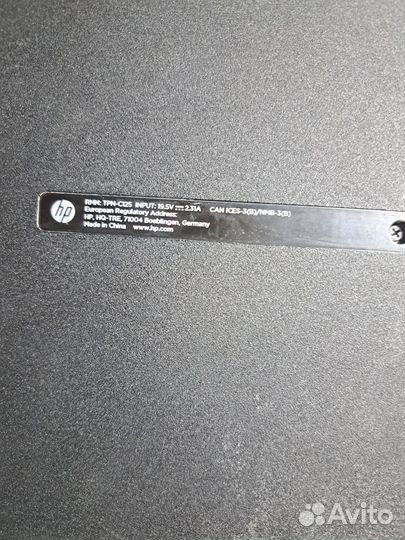 hp
RMN: TPN-C125 INPUT: 19.5V⎓2.31A CAN ICES-3(B)/NMB-3(B)
European Regulatory Address:
HP, HQ-TRE, 71004 Boeblingen, Germany
Made in China www.hp.com
Avito